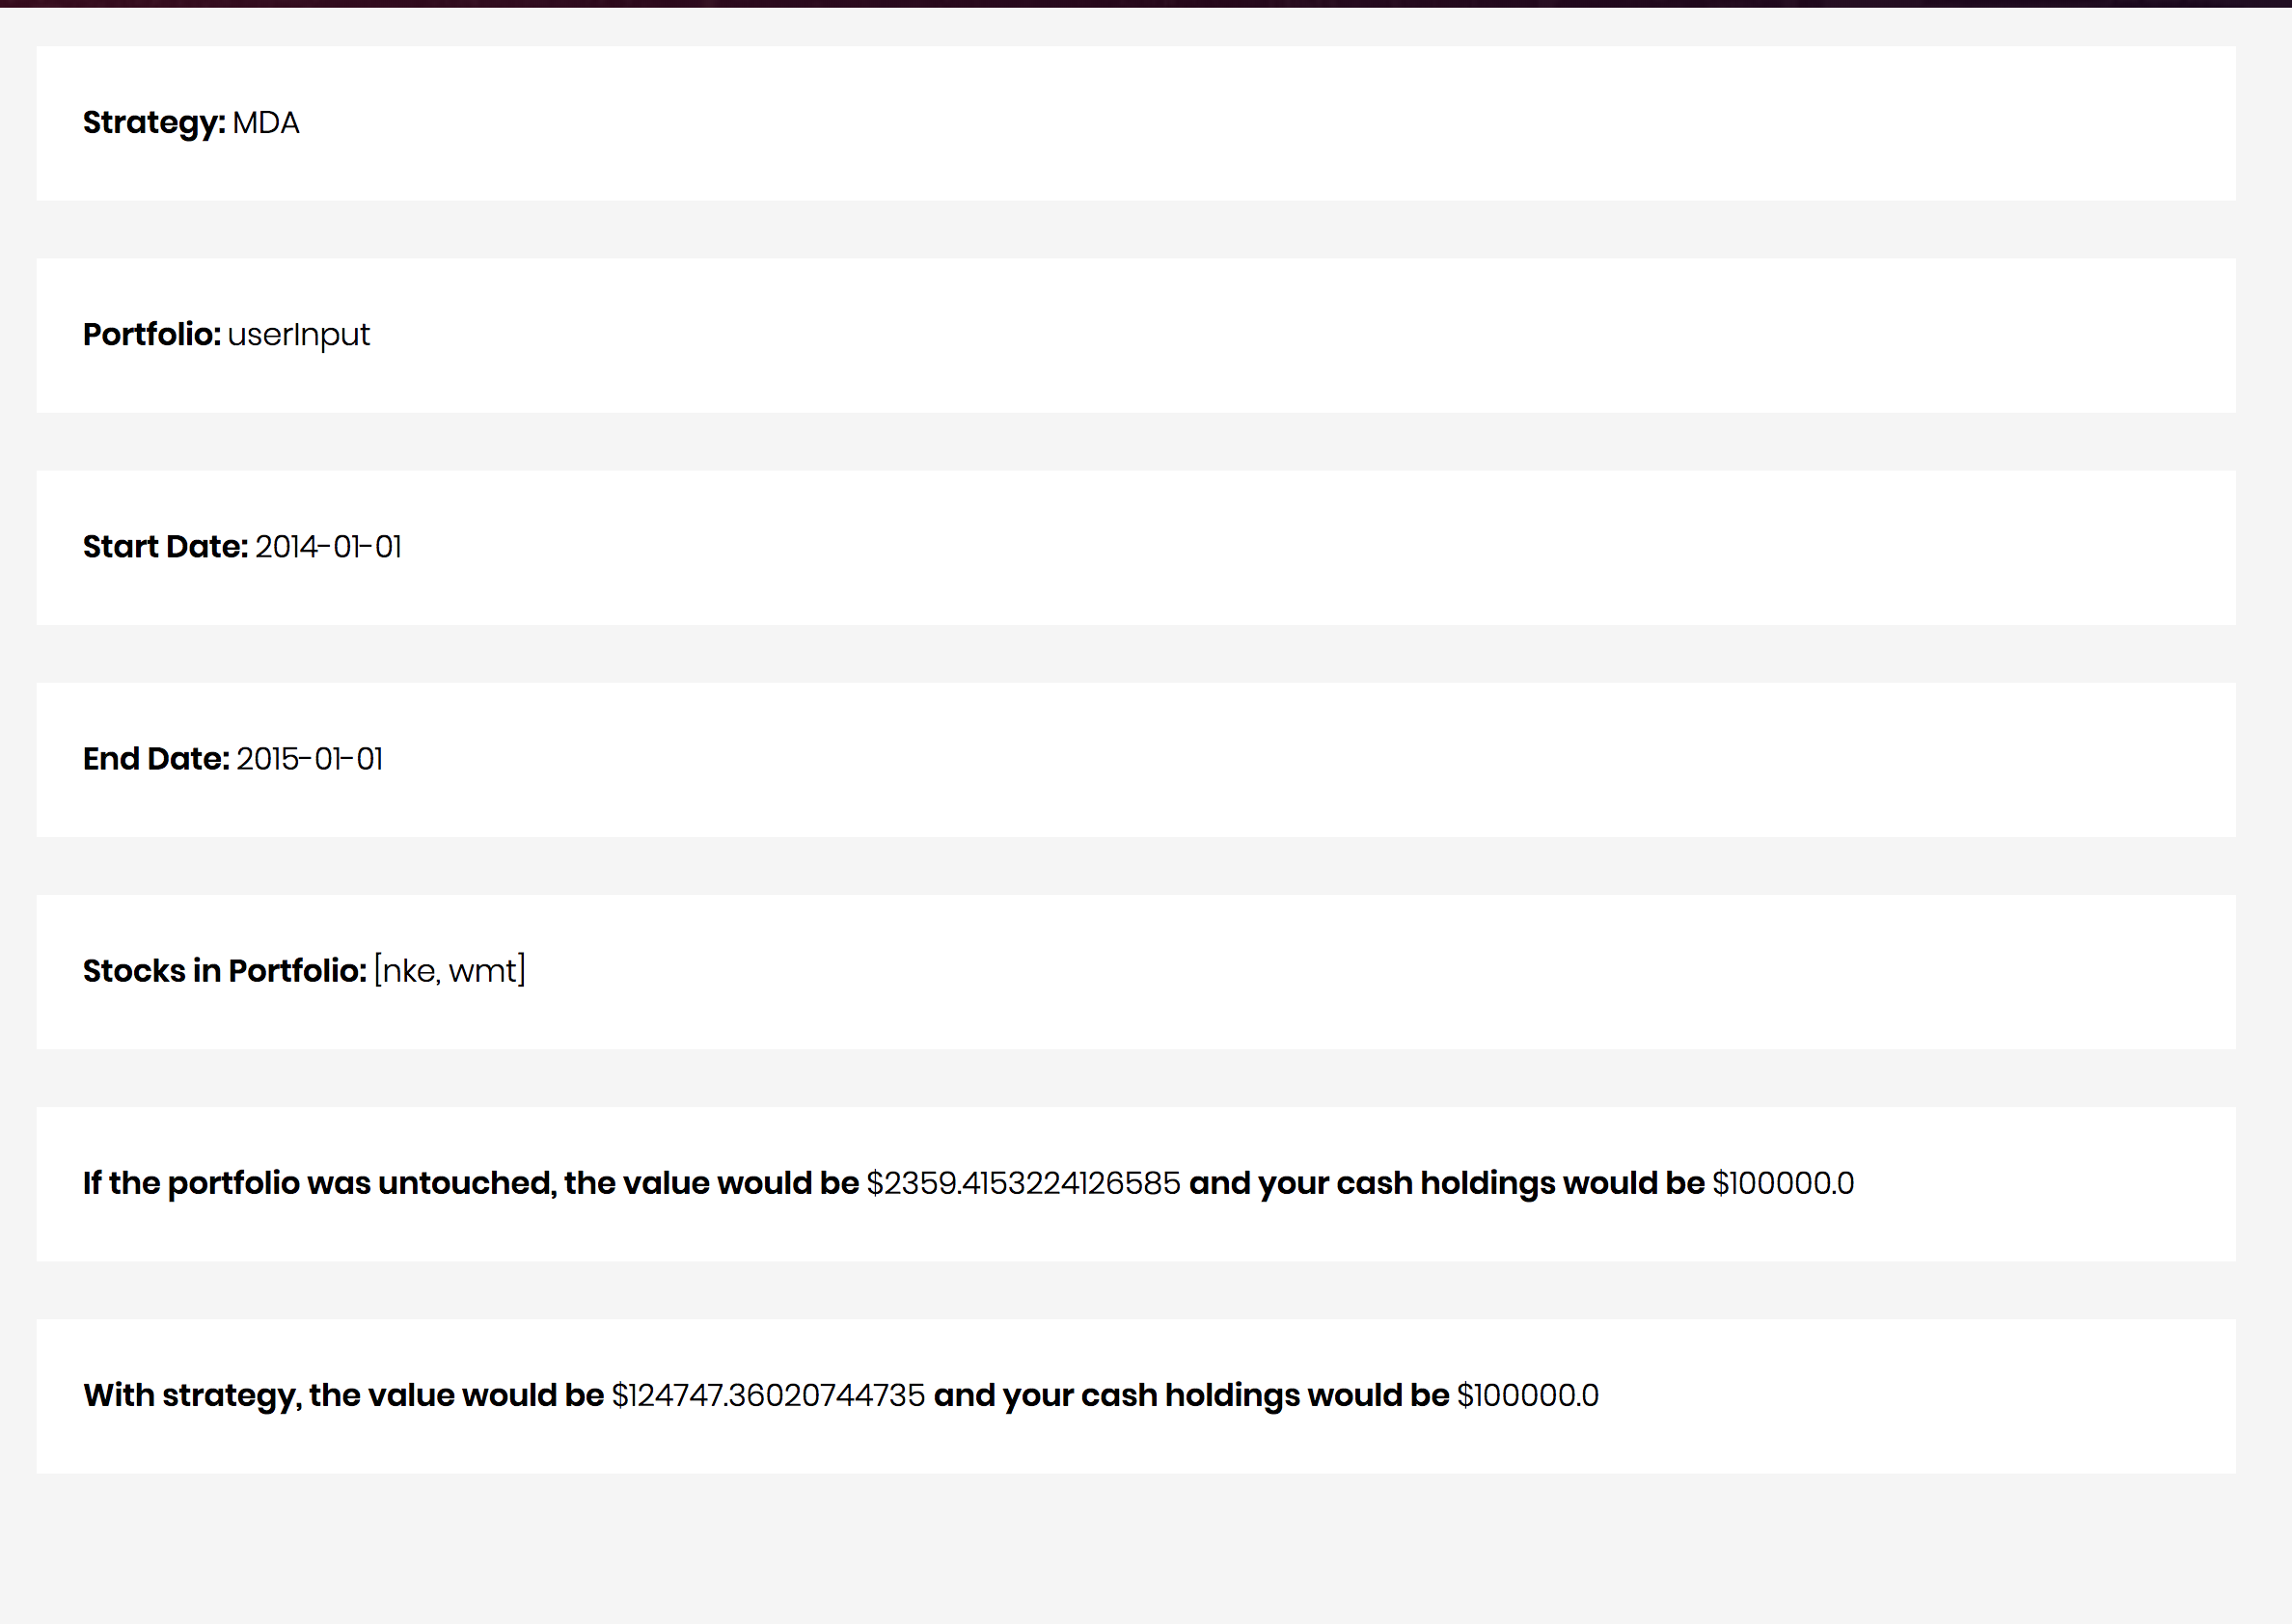 Strategy: MDA
Portfolio: userInput
Start Date: 2014-01-01
End Date: 2015-01-01
Stocks in Portfolio: [nke, wmt]
If the portfolio was untouched, the value would be $2359.4153224126585 and your cash holdings would be $100000.0
With strategy, the value would be $124747.36020744735 and your cash holdings would be $100000.0